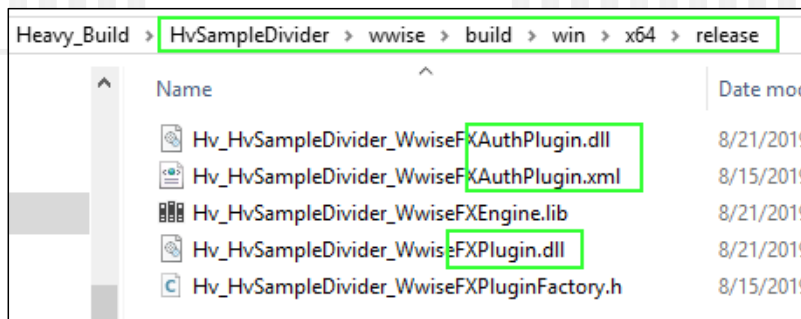 Heavy_Build > HvSampleDivider > wwise > build > win > x64 > release
Name Date mod
Hv_HvSampleDivider_WwiseFXAuthPlugin.dll 8/21/2019
Hv_HvSampleDivider_WwiseFXAuthPlugin.xml 8/15/2019
Hv_HvSampleDivider_WwiseFXEngine.lib 8/21/2019
Hv_HvSampleDivider_WwiseFXPlugin.dll 8/21/2019
Hv_HvSampleDivider_WwiseFXPluginFactory.h 8/15/2019